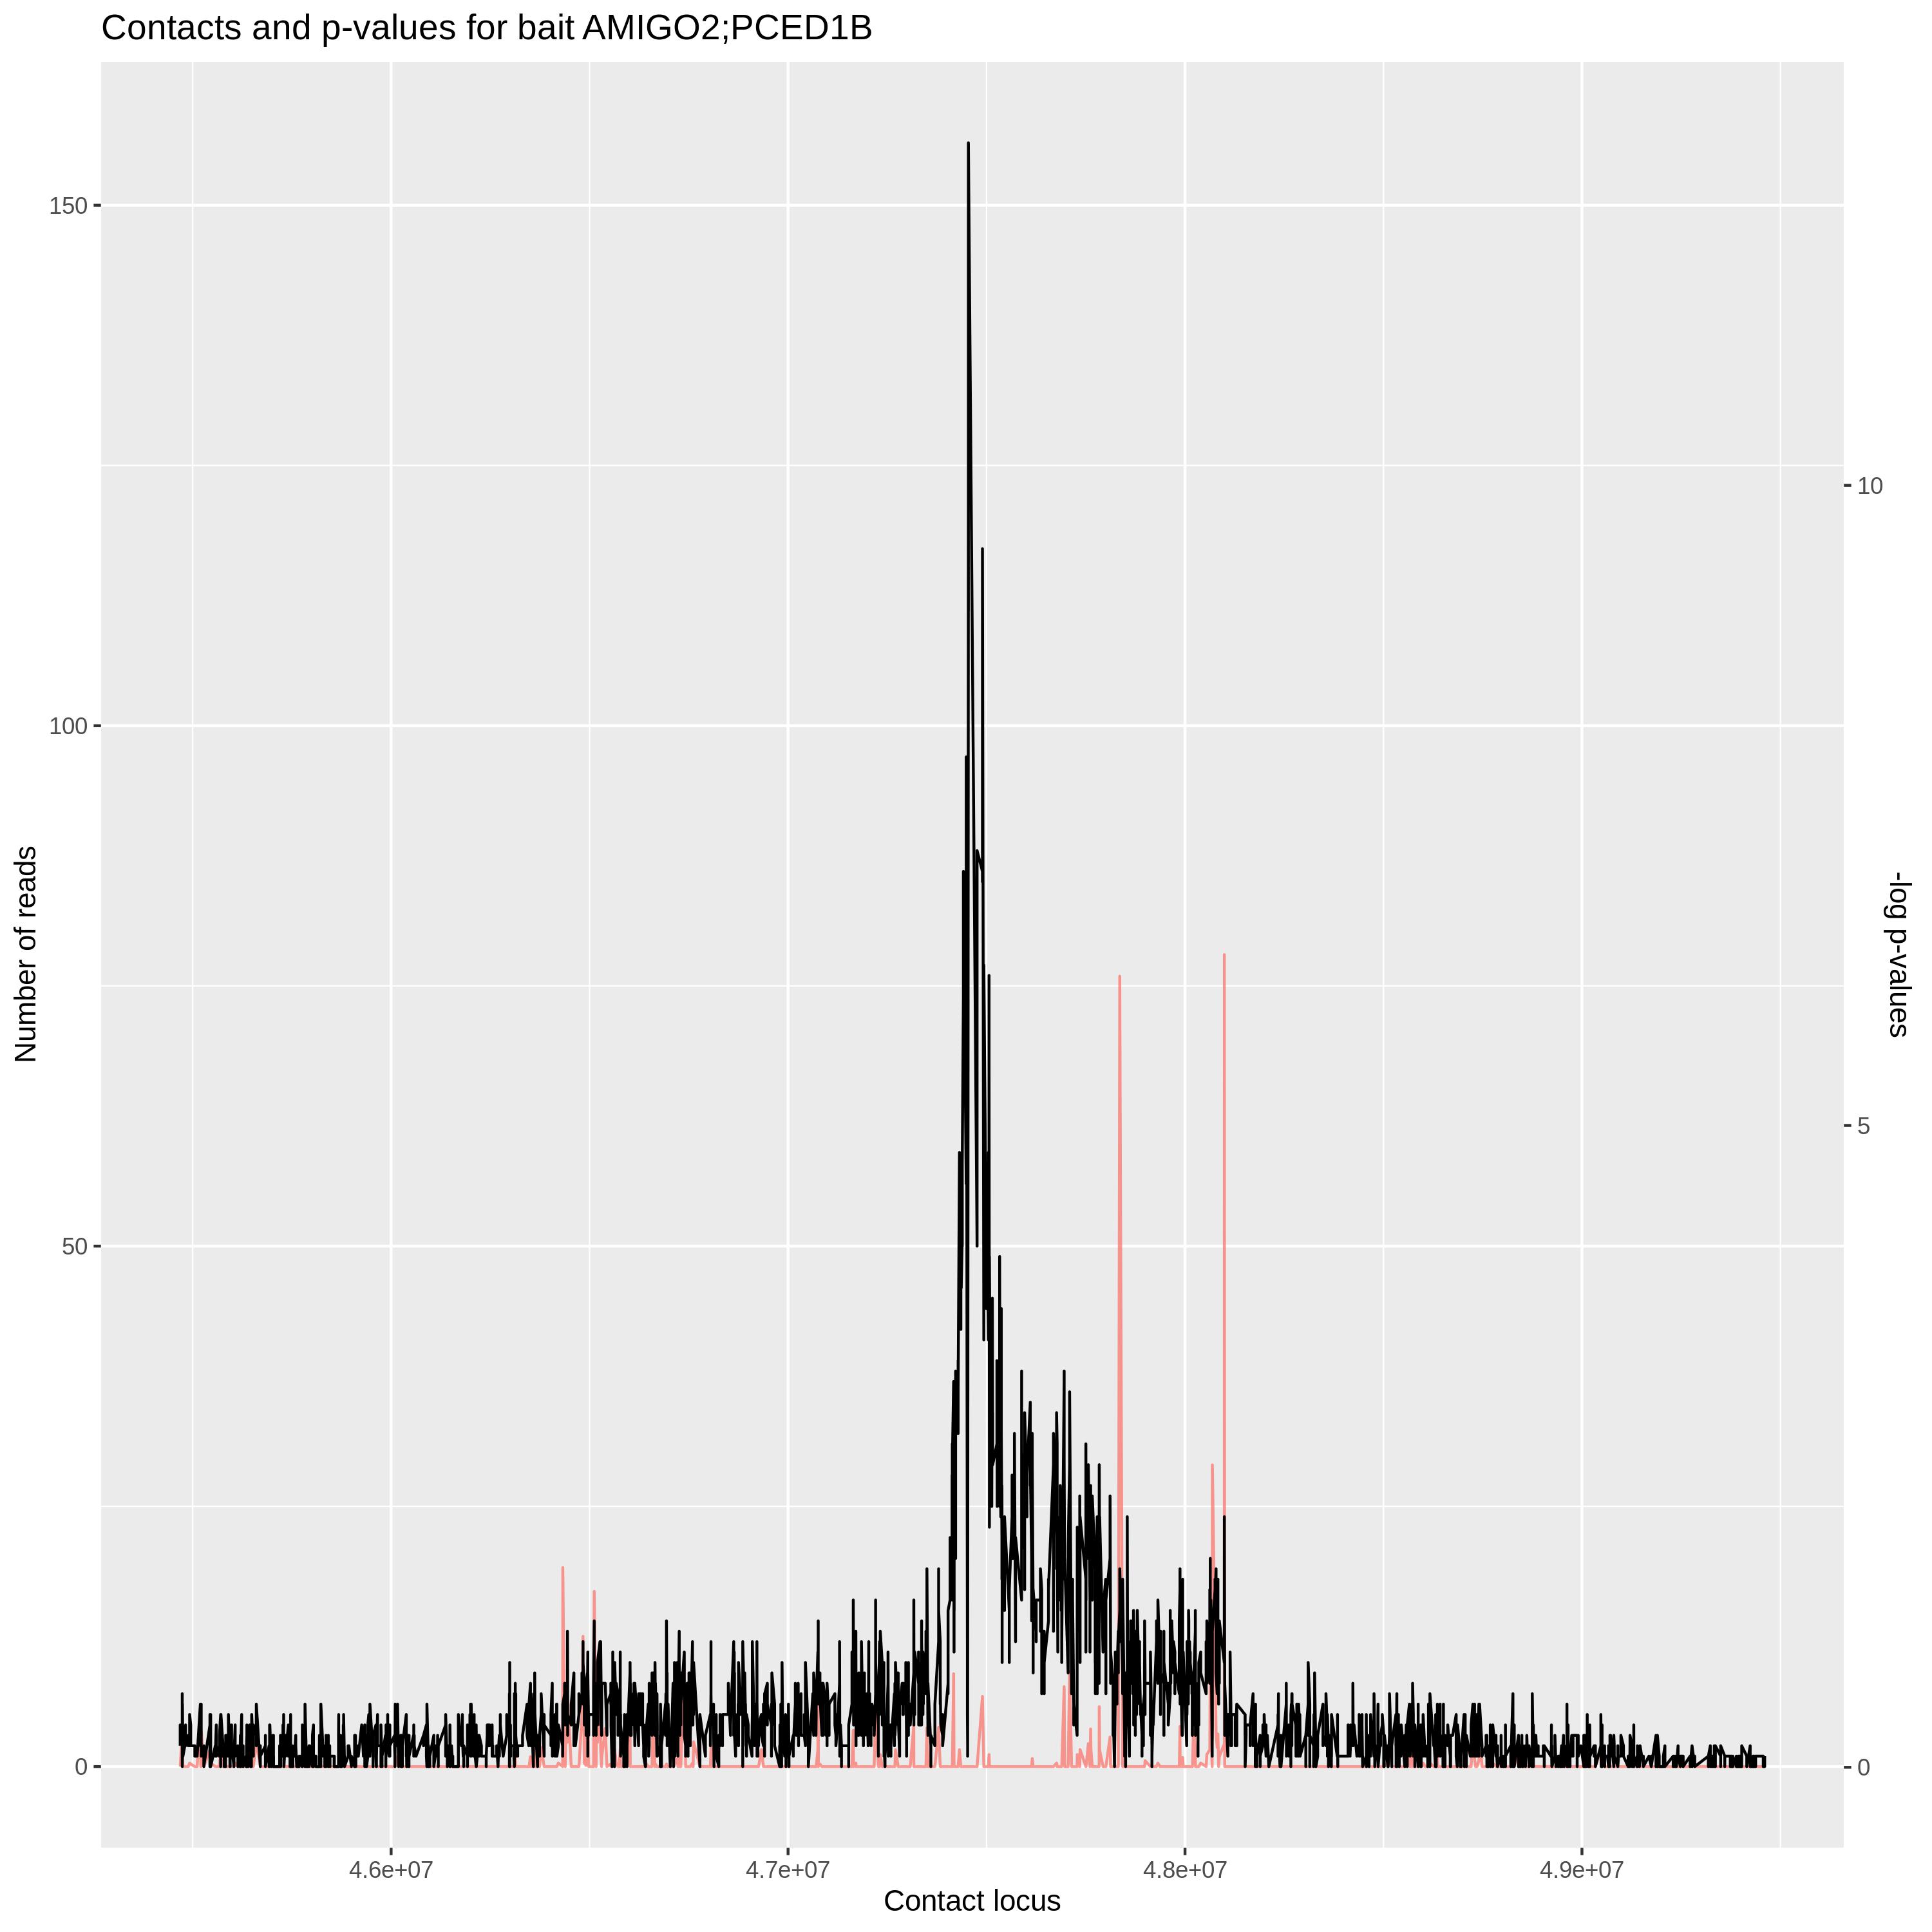 Contacts and p-values for bait AMIGO2;PCED1B
150
100
50
0
Number of reads
10
5
0
-log p-values
4.6e+07
4.7e+07
4.8e+07
4.9e+07
Contact locus